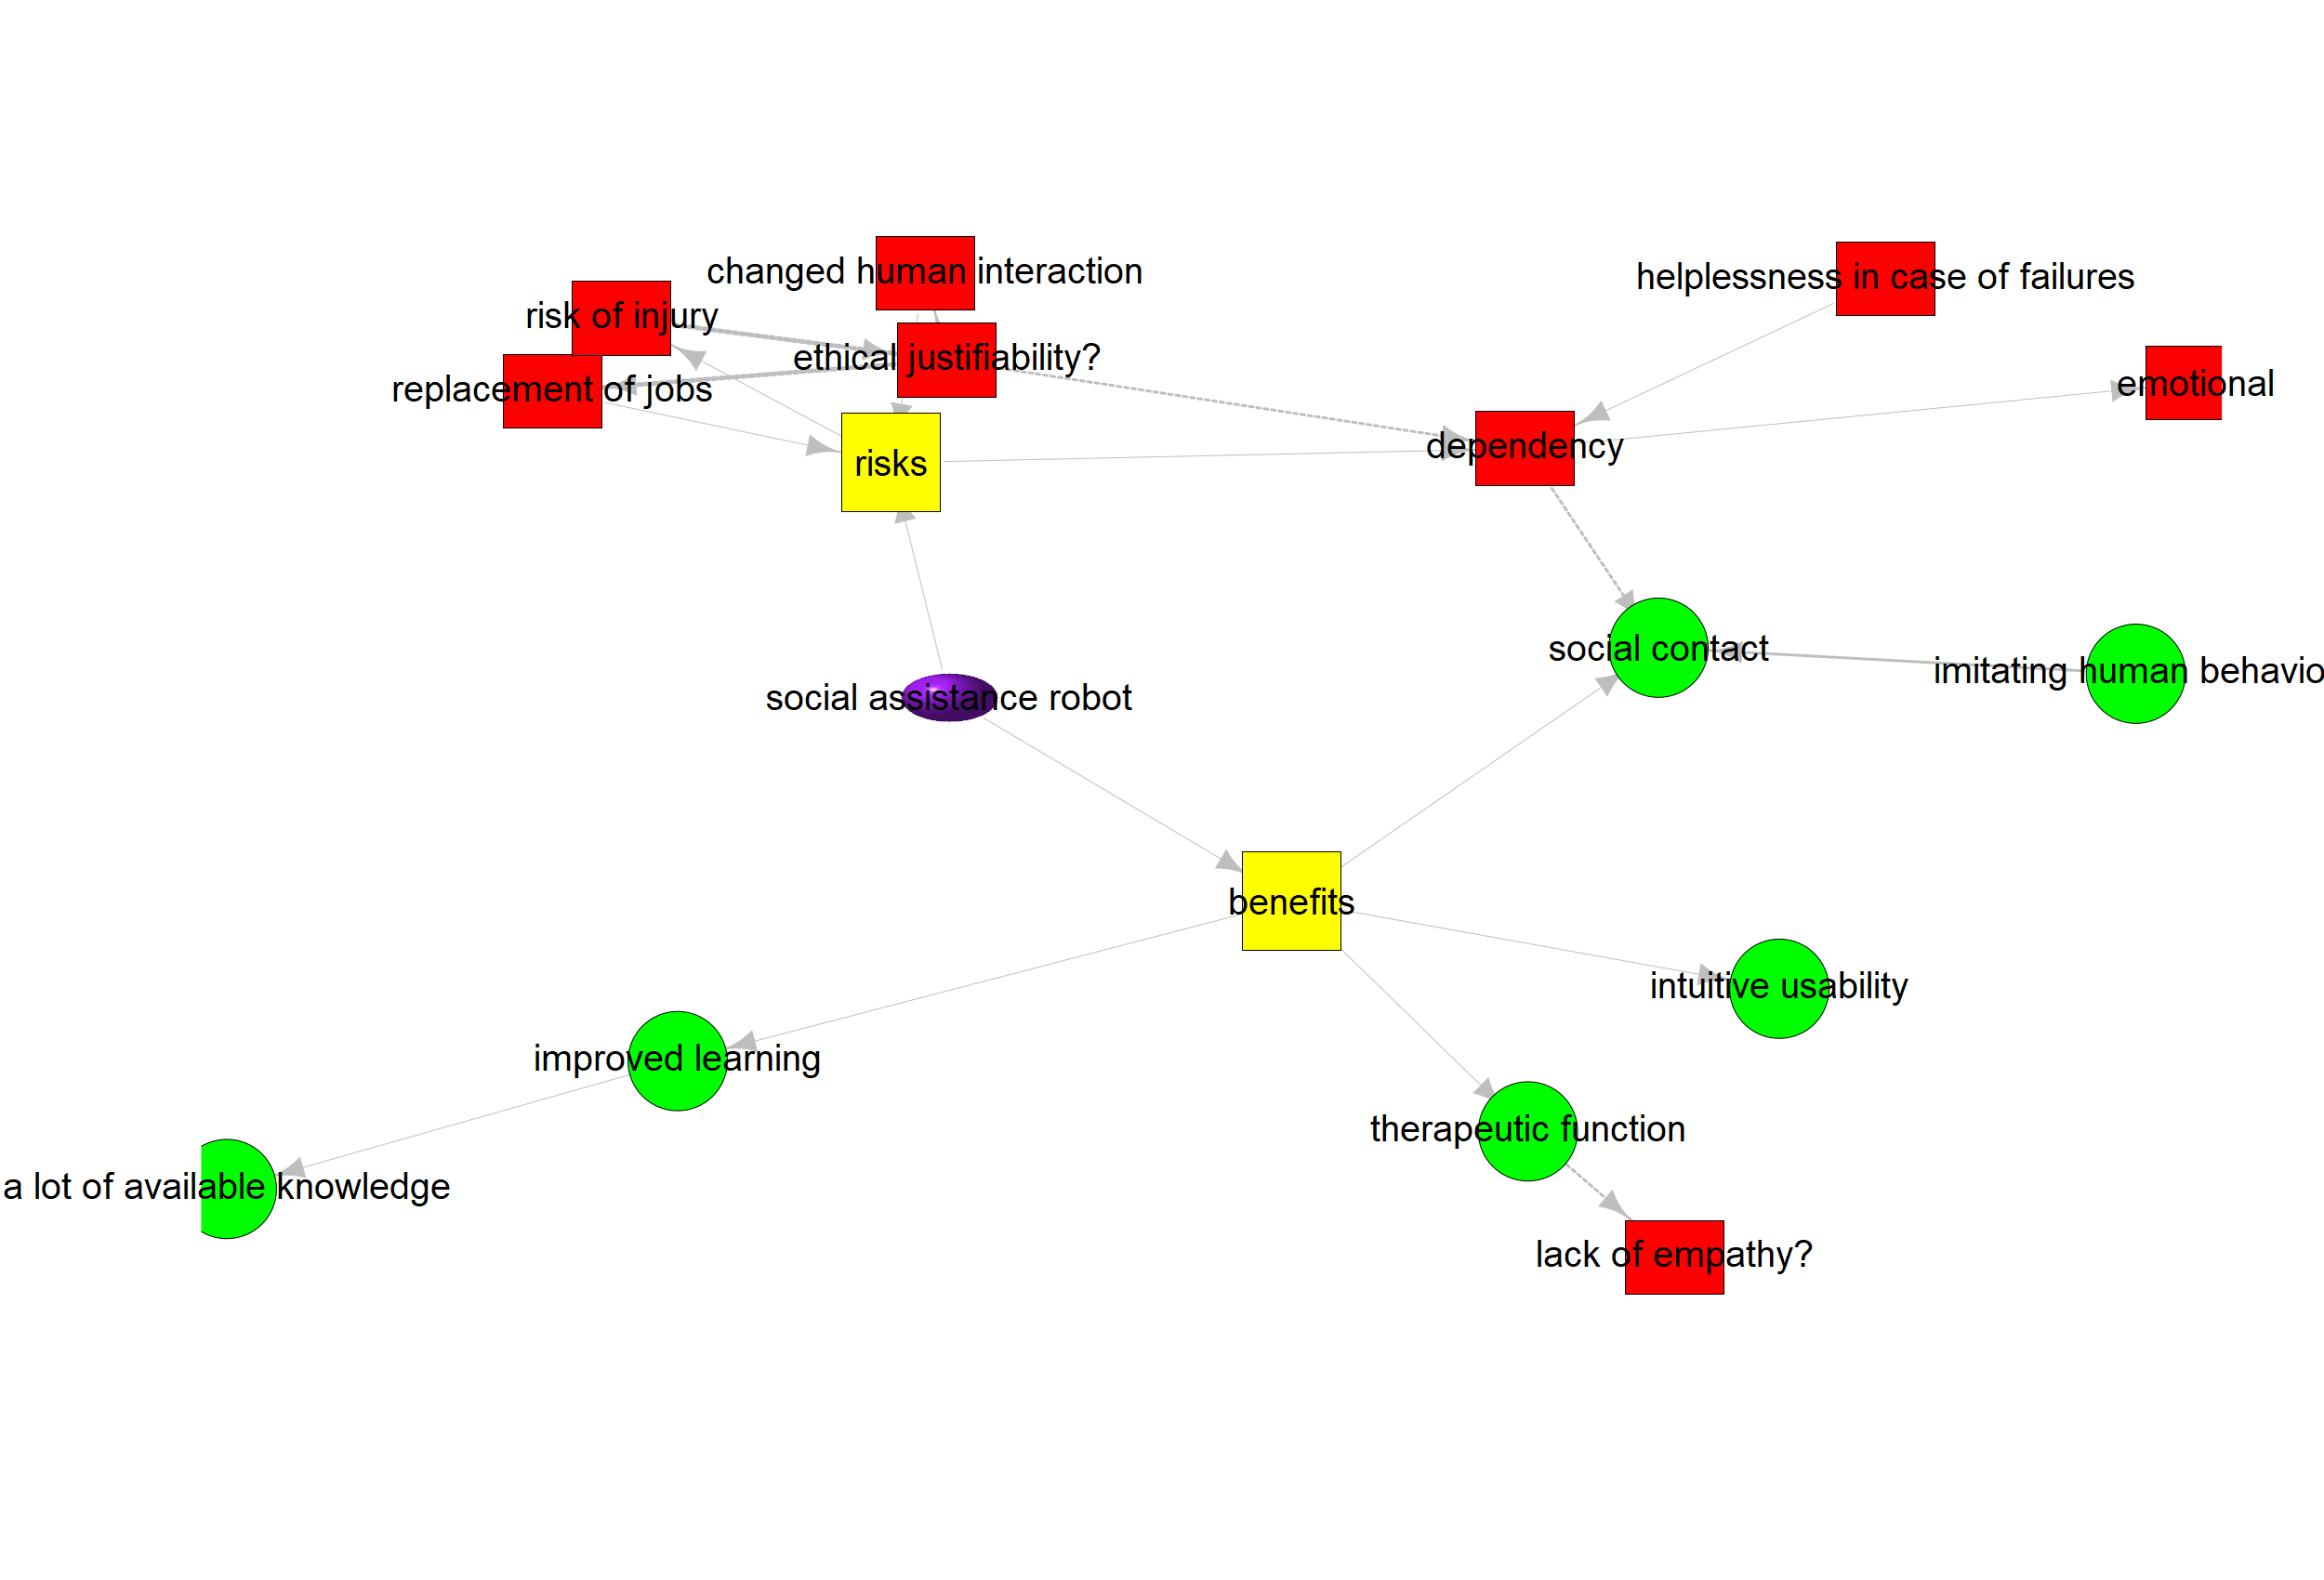 changed human interaction
helplessness in case of failures
risk of injury
ethical justifiability?
replacement of jobs
emotional
dependency
risks
social contact
imitating human behavio
social assistance robot
benefits
intuitive usability
improved learning
therapeutic function
a lot of available knowledge
lack of empathy?